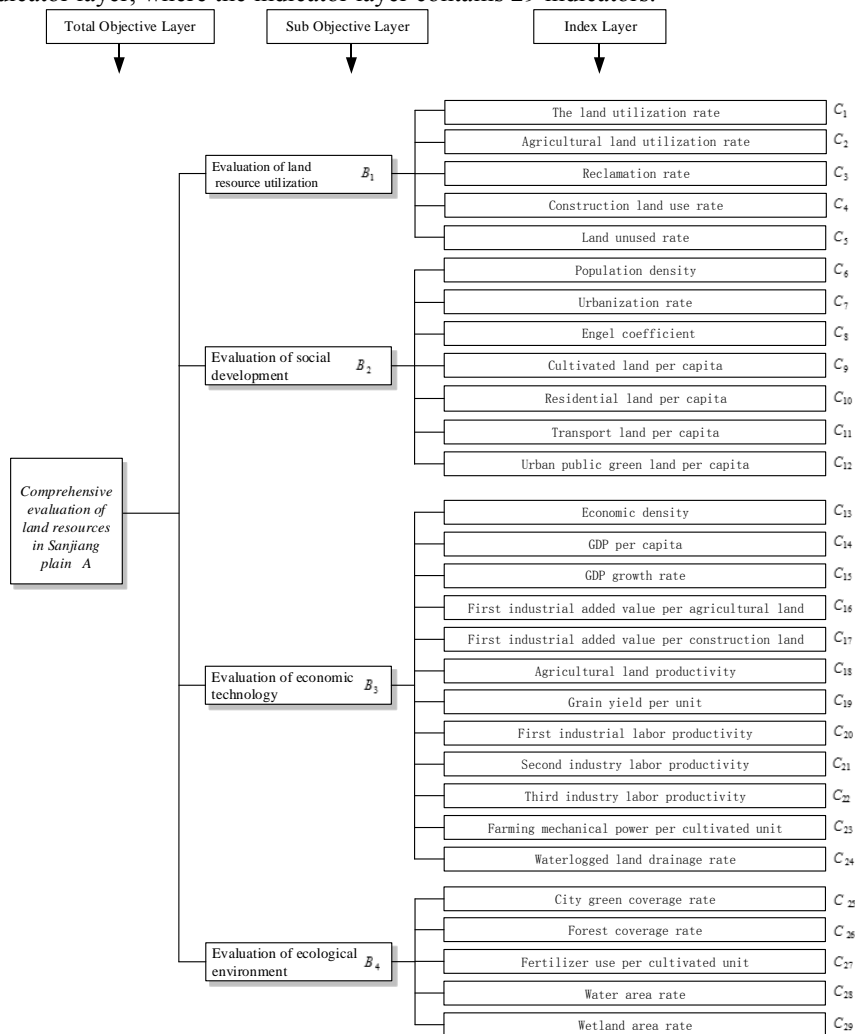 dicator layer, where the indicator layer contains 29 indicators.
Total Objective Layer
Sub Objective Layer
Index Layer
The land utilization rate C1
Agricultural land utilization rate C2
Evaluation of land
resource utilization B1
Reclamation rate C3
Construction land use rate C4
Land unused rate C5
Population density C6
Urbanization rate C7
Engel coefficient C8
Evaluation of social
development B2
Cultivated land per capita C9
Residential land per capita C10
Transport land per capita C11
Urban public green land per capita C12
Comprehensive
evaluation of
land resources
in Sanjiang
plain A
Economic density C13
GDP per capita C14
GDP growth rate C15
First industrial added value per agricultural land C16
First industrial added value per construction land C17
Evaluation of economic
technology B3
Agricultural land productivity C18
Grain yield per unit C19
First industrial labor productivity C20
Second industry labor productivity C21
Third industry labor productivity C22
Farming mechanical power per cultivated unit C23
Waterlogged land drainage rate C24
City green coverage rate C25
Forest coverage rate C26
Evaluation of ecological
environment B4
Fertilizer use per cultivated unit C27
Water area rate C28
Wetland area rate C29